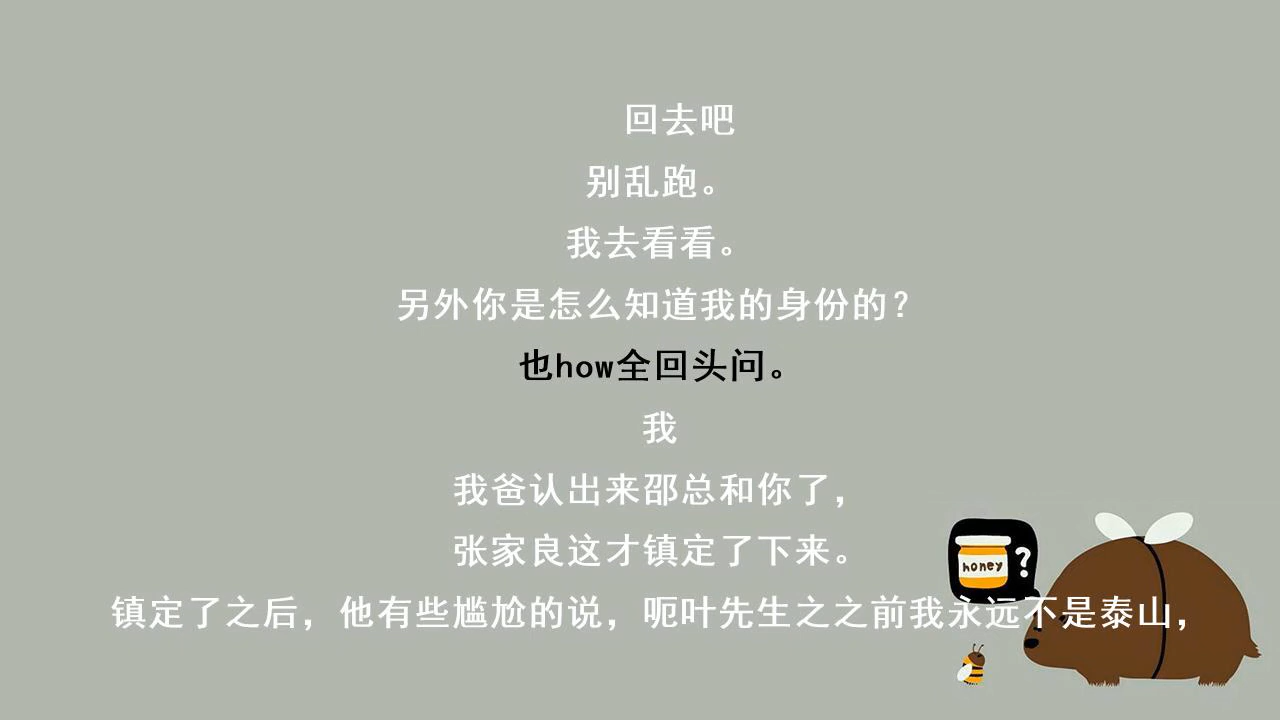 回去吧
别乱跑。
我去看看。
另外你是怎么知道我的身份的？
也how全回头问。
我
我爸认出来邵总和你了，
张家良这才镇定了下来。
镇定了之后，他有些尴尬的说，呃叶先生之之前我永远不是泰山，
honey
?